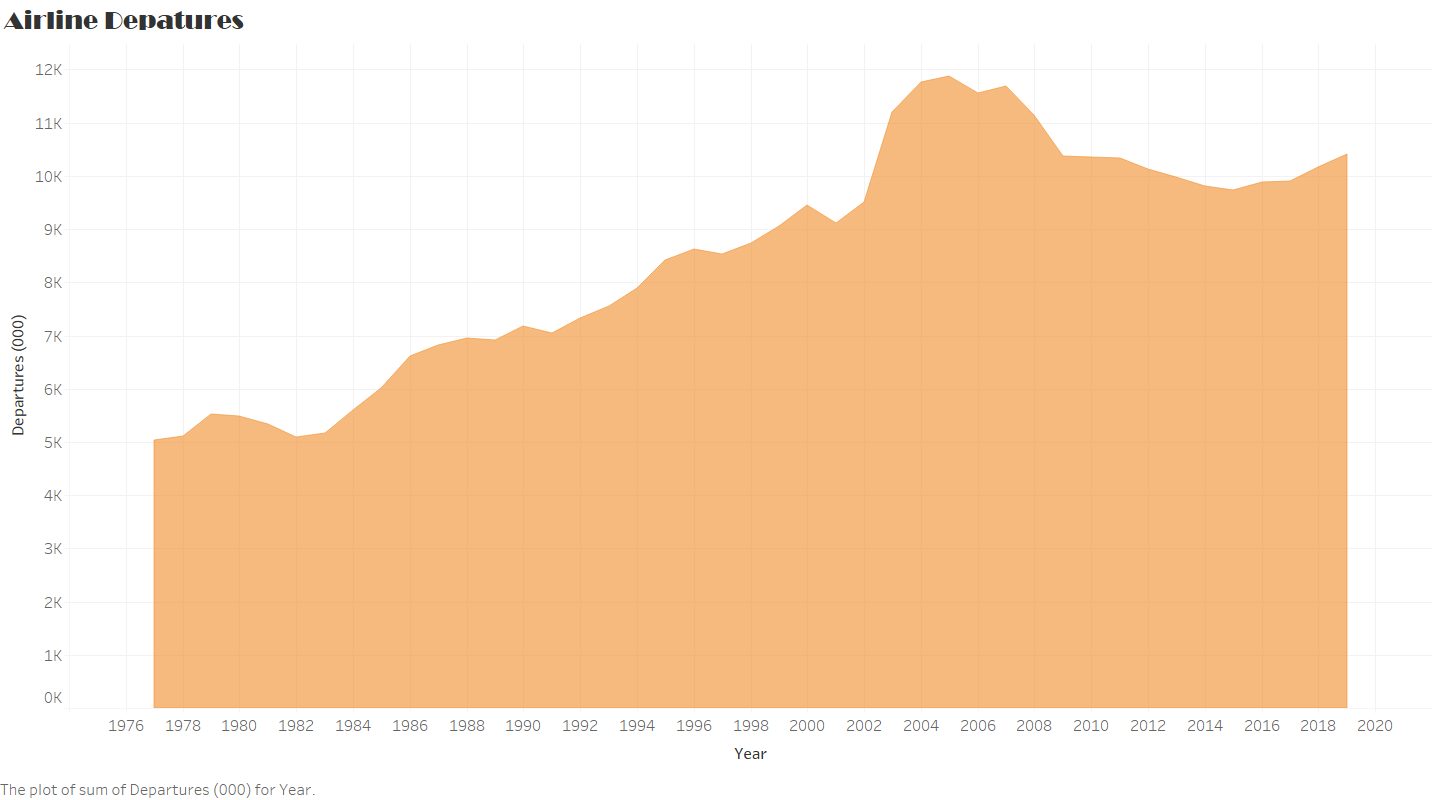 Airline Depatures
12K
11K
10K
9K
8K
7K
6K
5K
4K
3K
2K
1K
0K
Departures (000)
1976 1978 1980 1982 1984 1986 1988 1990 1992 1994 1996 1998 2000 2002 2004 2006 2008 2010 2012 2014 2016 2018 2020
Year
The plot of sum of Departures (000) for Year.